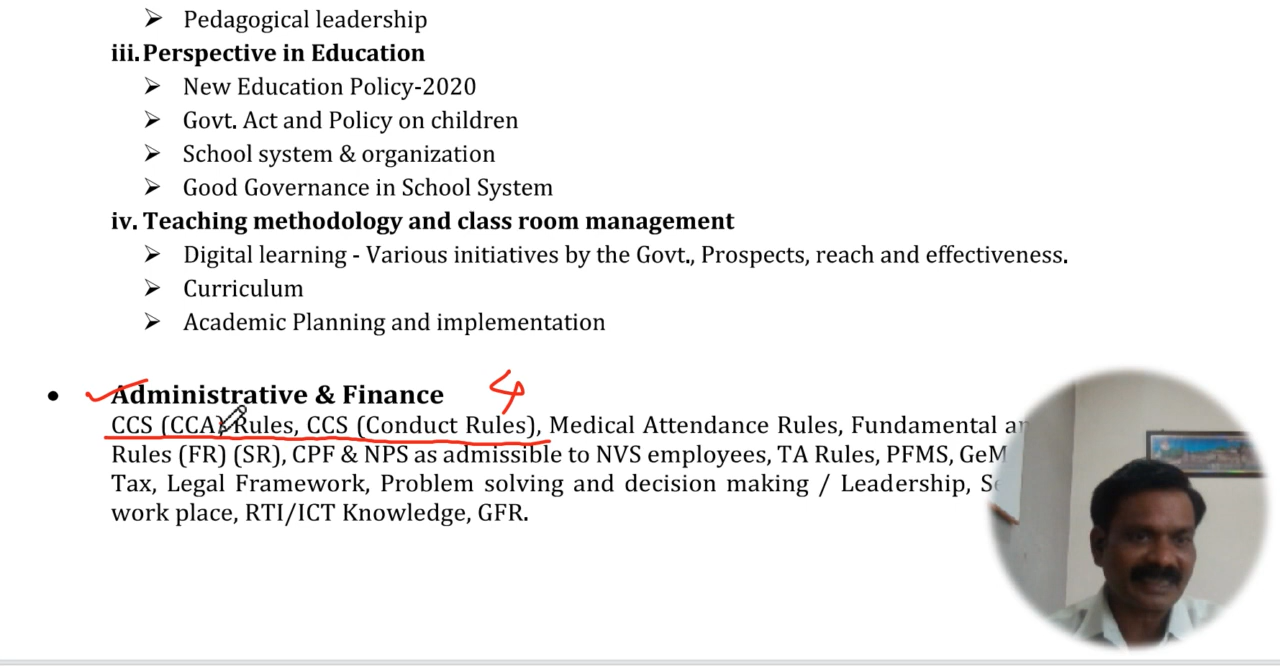 ➢ Pedagogical leadership
iii. Perspective in Education
➢ New Education Policy-2020
➢ Govt. Act and Policy on children
➢ School system & organization
➢ Good Governance in School System
iv. Teaching methodology and class room management
➢ Digital learning - Various initiatives by the Govt., Prospects, reach and effectiveness.
➢ Curriculum
➢ Academic Planning and implementation
• Administrative & Finance 4
CCS (CCA) Rules, CCS (Conduct Rules), Medical Attendance Rules, Fundamental
Rules (FR) (SR), CPF & NPS as admissible to NVS employees, TA Rules, PFMS, GeM
Tax, Legal Framework, Problem solving and decision making / Leadership,
work place, RTI/ICT Knowledge, GFR.